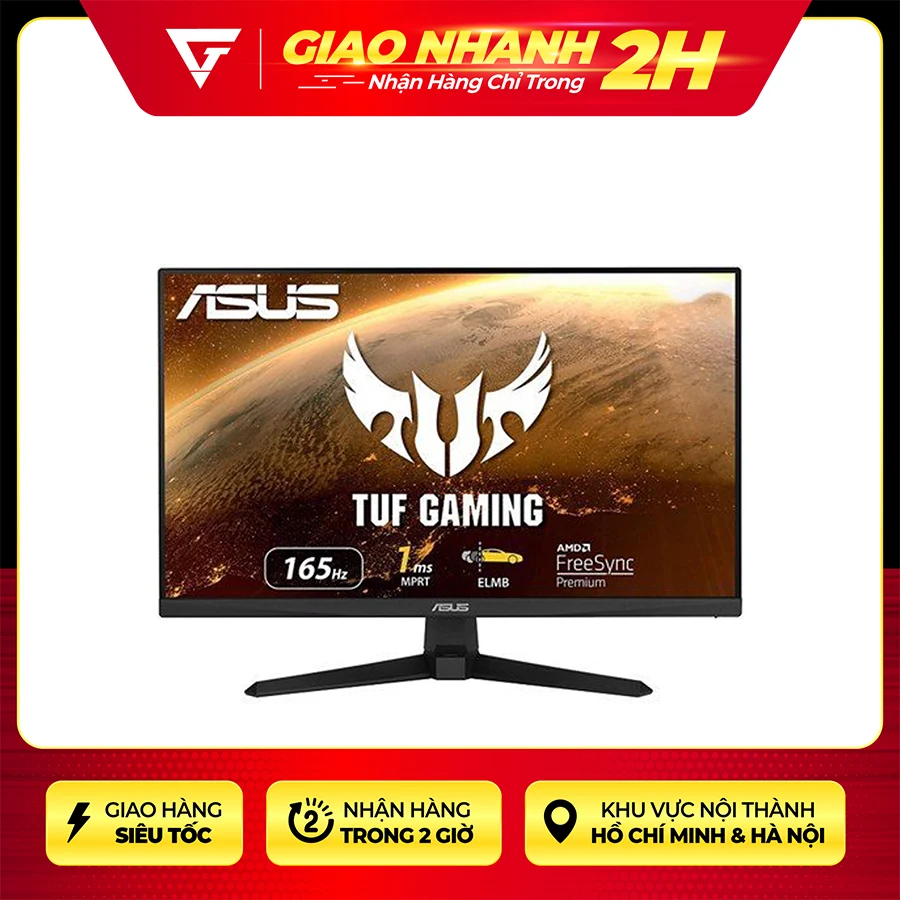 GIAO NHANH 2H
Nhận Hàng Chỉ Trong
ASUS
TUF GAMING
165Hz
1ms
MPRT
ELMB
AMD
FreeSync
Premium
ASUS
GIAO HÀNG
SIÊU TỐC
2
NHẬN HÀNG
TRONG 2 GIỜ
KHU VỰC NỘI THÀNH
HỒ CHÍ MINH & HÀ NỘI